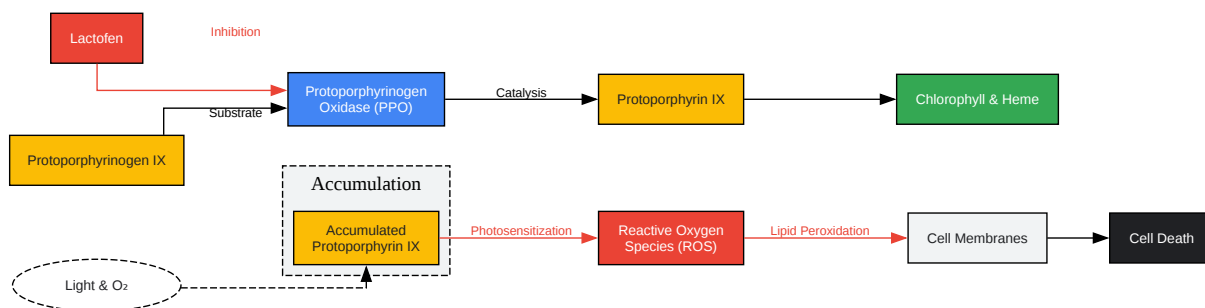 Lactofen
Inhibition
Protoporphyrinogen
Oxidase (PPO)
Catalysis
Protoporphyrin IX
Chlorophyll & Heme
Substrate
Protoporphyrinogen IX
Accumulation
Accumulated
Protoporphyrin IX
Photosensitization
Reactive Oxygen
Species (ROS)
Lipid Peroxidation
Cell Membranes
Cell Death
Light & O₂